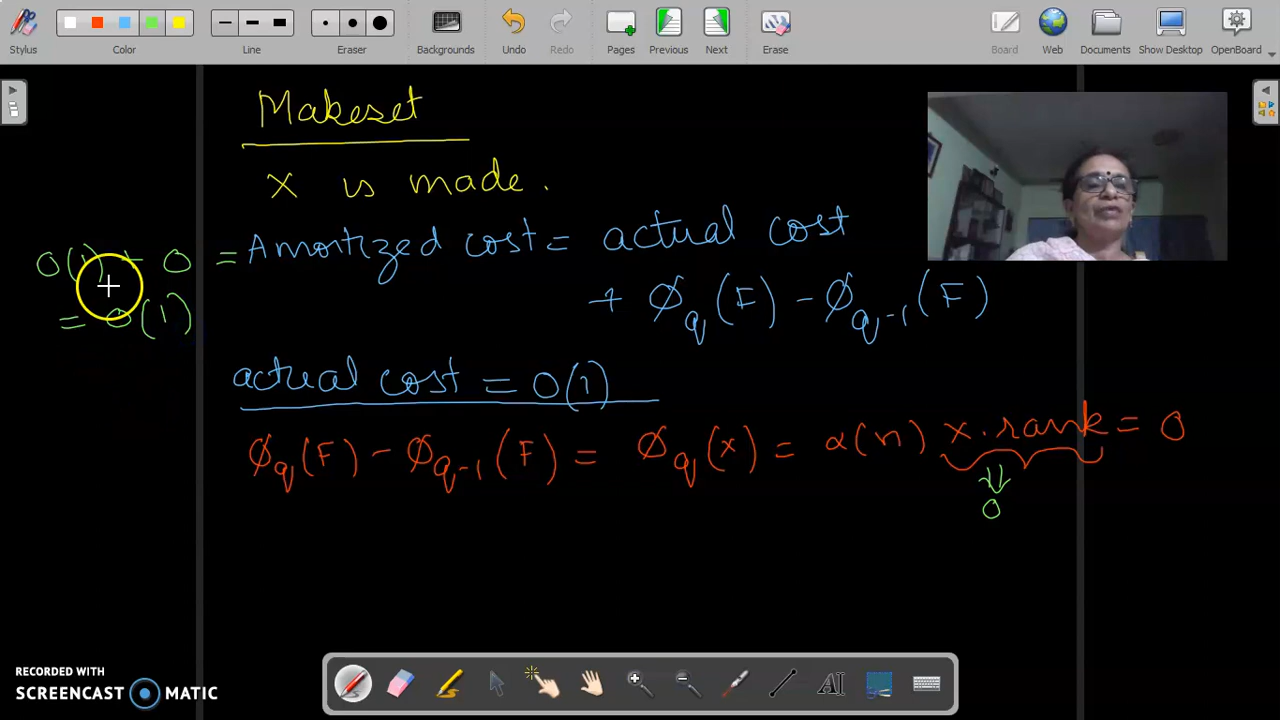 Stylus Color Line Eraser Backgrounds Undo Redo Pages Previous Next Erase Board Web Documents Show Desktop OpenBoard
Makeset
x is made.
O(1) + 0 = Amortized cost = actual cost
+ φq(F) - φq-1(F)
= O(1)
actual cost = O(1)
φq(F) - φq-1(F) = φq(x) = α(n) x.rank = 0
0
RECORDED WITH
SCREENCAST MATIC